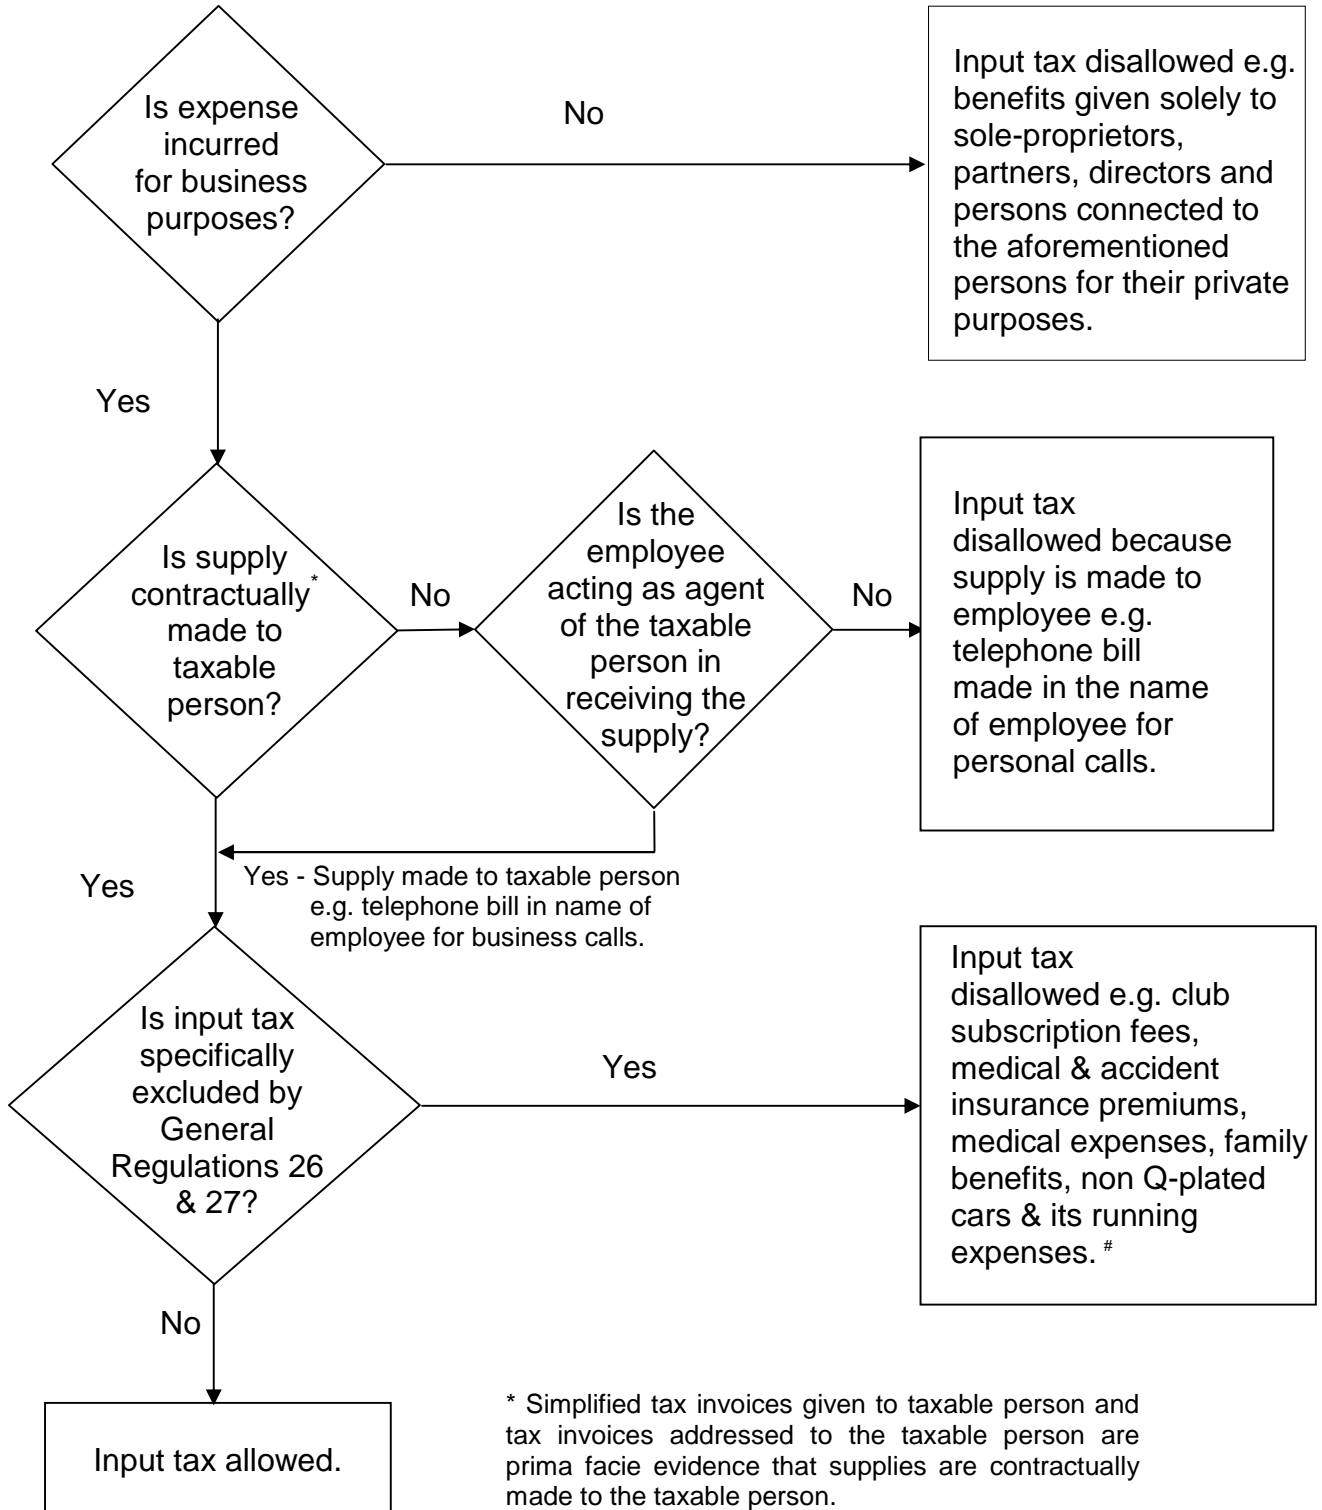 Is expense
incurred
for business
purposes?
No
Input tax disallowed e.g.
benefits given solely to
sole-proprietors,
partners, directors and
persons connected to
the aforementioned
persons for their private
purposes.
Yes
Is supply
contractually*
made to
taxable
person?
No
Is the
employee
acting as agent
of the taxable
person in
receiving the
supply?
No
Input tax
disallowed because
supply is made to
employee e.g.
telephone bill
made in the name
of employee for
personal calls.
Yes
Yes - Supply made to taxable person
e.g. telephone bill in name of
employee for business calls.
Is input tax
specifically
excluded by
General
Regulations 26
& 27?
Yes
Input tax
disallowed e.g. club
subscription fees,
medical & accident
insurance premiums,
medical expenses, family
benefits, non Q-plated
cars & its running
expenses. #
No
Input tax allowed.
* Simplified tax invoices given to taxable person and
tax invoices addressed to the taxable person are
prima facie evidence that supplies are contractually
made to the taxable person.